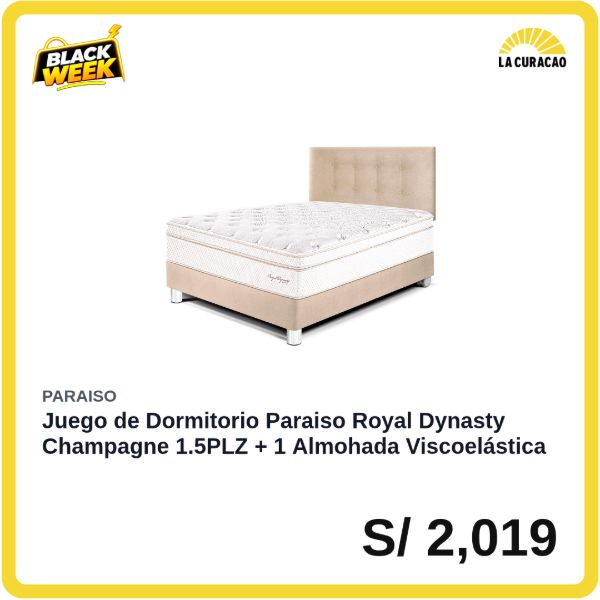 BLACK
WEEK
LA CURACAO
PARAISO
Juego de Dormitorio Paraiso Royal Dynasty
Champagne 1.5PLZ + 1 Almohada Viscoelástica
S/ 2,019